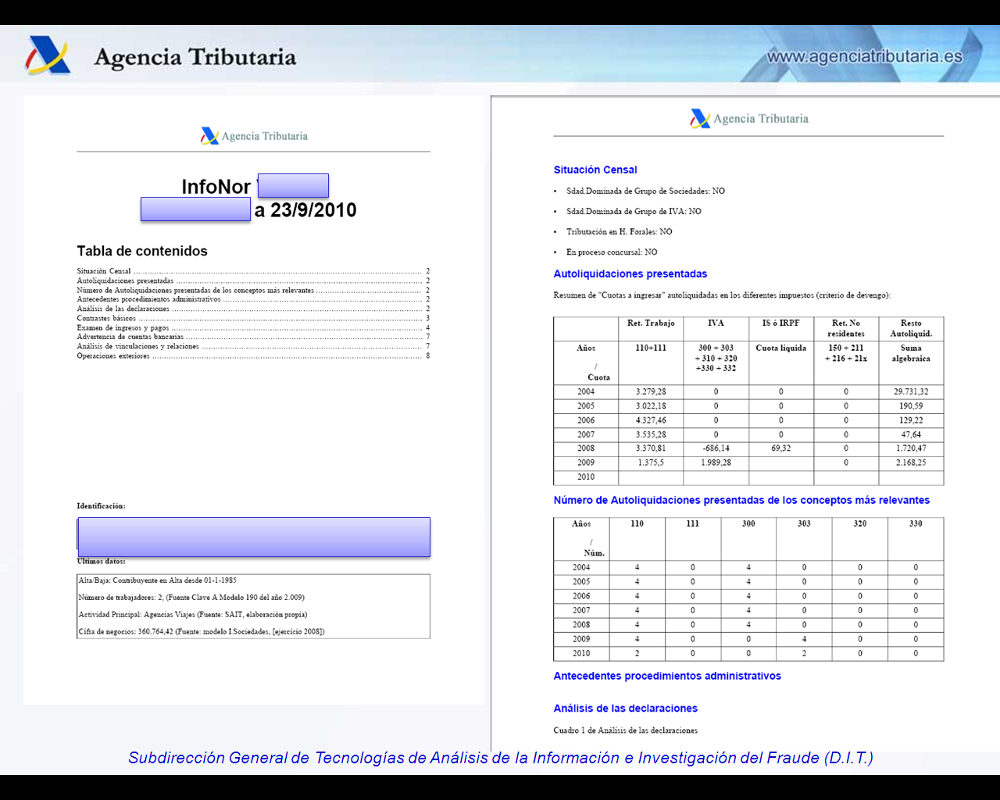 Agencia Tributaria
www.agenciatributaria.es
Agencia Tributaria
InfoNor
a 23/9/2010
Tabla de contenidos
Situación Censal ........ 2
Autoliquidaciones presentadas ........ 2
Número de Autoliquidaciones presentadas de los conceptos más relevantes ........ 2
Antecedentes procedimientos administrativos ........ 2
Análisis de las declaraciones ........ 2
Contrastes básicos ........ 3
Examen de ingresos y pagos ........ 4
Advertencia de cuentas bancarias ........ 7
Análisis de vinculaciones y relaciones ........ 7
Operaciones exteriores ........ 8
Identificación:
Ultimos datos:
Alta/Baja: Contribuyente en Alta desde 01-1-1985
Número de trabajadores: 2, (Fuente Clave A Modelo 190 del año 2.009)
Actividad Principal: Agencias Viajes (Fuente: SAIT, elaboración propia)
Cifra de negocios: 360.764,42 (Fuente: modelo I.Sociedades, [ejercicio 2008])
Agencia Tributaria
Situación Censal
• Sdad.Dominada de Grupo de Sociedades: NO
• Sdad.Dominada de Grupo de IVA: NO
• Tributación en H. Forales: NO
• En proceso concursal: NO
Autoliquidaciones presentadas
Resumen de "Cuotas a ingresar" autoliquidadas en los diferentes impuestos (criterio de devengo):
Ret. Trabajo IVA IS ó IRPF Ret. No residentes Resto Autoliquid.
Años / Cuota 110+111 300 + 303 + 310 + 320 +330 + 332 Cuota líquida 150 + 211 + 216 + 21x Suma algebraica
2004 3.279,28 0 0 0 29.731,32
2005 3.022,18 0 0 0 190,59
2006 4.327,46 0 0 0 129,22
2007 3.535,28 0 0 0 47,64
2008 3.370,81 -686,14 69,32 0 1.720,47
2009 1.375,5 1.989,28 0 2.168,25
2010
Número de Autoliquidaciones presentadas de los conceptos más relevantes
Años / Núm. 110 111 300 303 320 330
2004 4 0 4 0 0 0
2005 4 0 4 0 0 0
2006 4 0 4 0 0 0
2007 4 0 4 0 0 0
2008 4 0 4 0 0 0
2009 4 0 0 4 0 0
2010 2 0 0 2 0 0
Antecedentes procedimientos administrativos
Análisis de las declaraciones
Cuadro 1 de Análisis de las declaraciones
Subdirección General de Tecnologías de Análisis de la Información e Investigación del Fraude (D.I.T.)